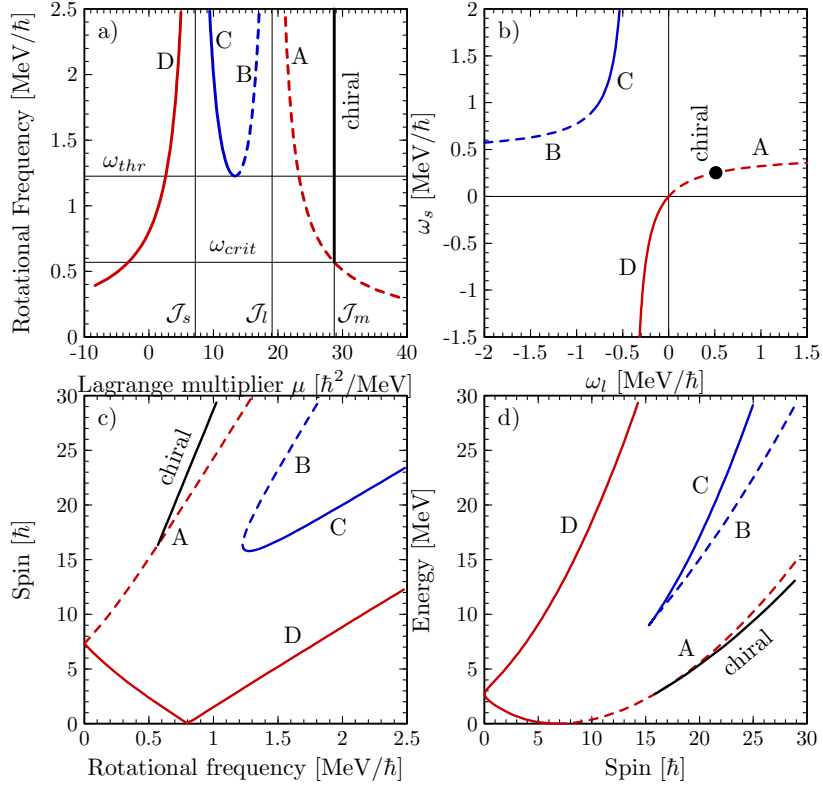 a)
Rotational Frequency [MeV/ℏ]
2.5
2
1.5
1
0.5
0
D
C
B
A
chiral
ω_thr
ω_crit
𝒥_s
𝒥_l
𝒥_m
-10 0 10 20 30 40
Lagrange multiplier μ [ℏ²/MeV]
b)
ω_s [MeV/ℏ]
2
1.5
1
0.5
0
-0.5
-1
-1.5
C
B
chiral
A
D
-2 -1.5 -1 -0.5 0 0.5 1 1.5
ω_l [MeV/ℏ]
c)
Spin [ℏ]
30
25
20
15
10
5
0
chiral
A
B
C
D
0 0.5 1 1.5 2 2.5
Rotational frequency [MeV/ℏ]
d)
Energy [MeV]
30
25
20
15
10
5
0
D
C
B
A
chiral
0 5 10 15 20 25 30
Spin [ℏ]